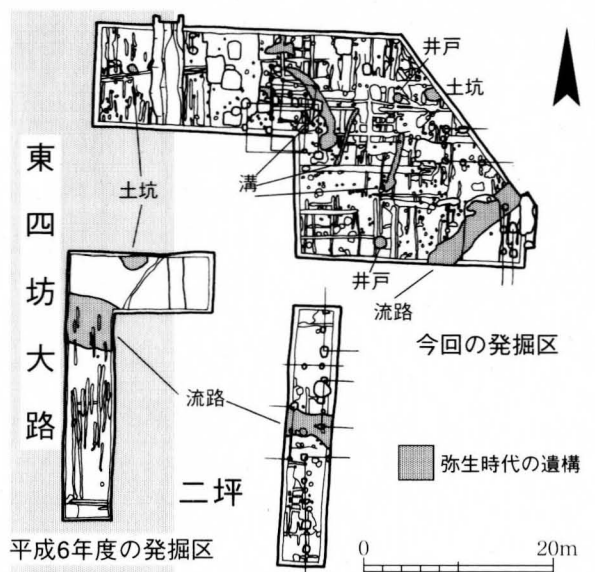 井戸
土坑
東四坊大路
土坑
溝
井戸
流路
今回の発掘区
流路
弥生時代の遺構
二坪
平成6年度の発掘区
0 20m